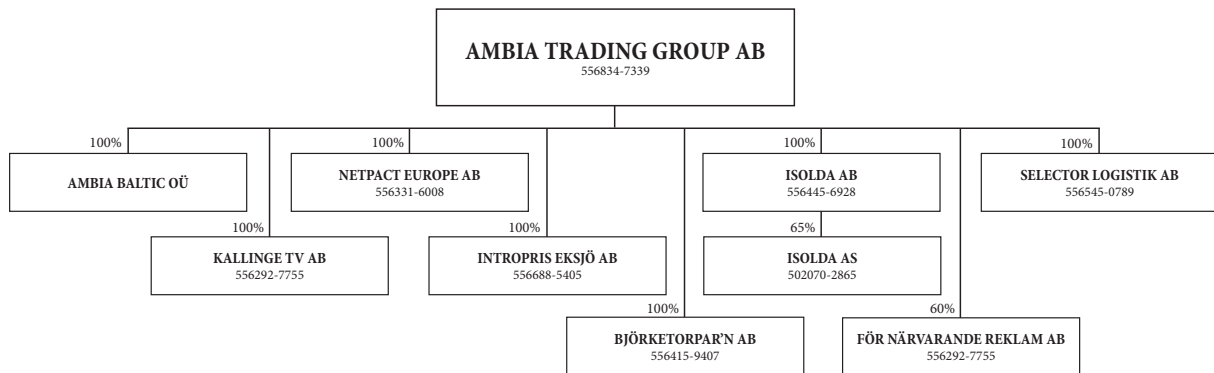 AMBIA TRADING GROUP AB
556834-7339
100%
AMBIA BALTIC OÜ
100%
NETPACT EUROPE AB
556331-6008
100%
ISOLDA AB
556445-6928
100%
SELECTOR LOGISTIK AB
556545-0789
100%
KALLINGE TV AB
556292-7755
100%
INTROPRIS EKSJÖ AB
556688-5405
65%
ISOLDA AS
502070-2865
100%
BJÖRKETORPAR’N AB
556415-9407
60%
FÖR NÄRVARANDE REKLAM AB
556292-7755